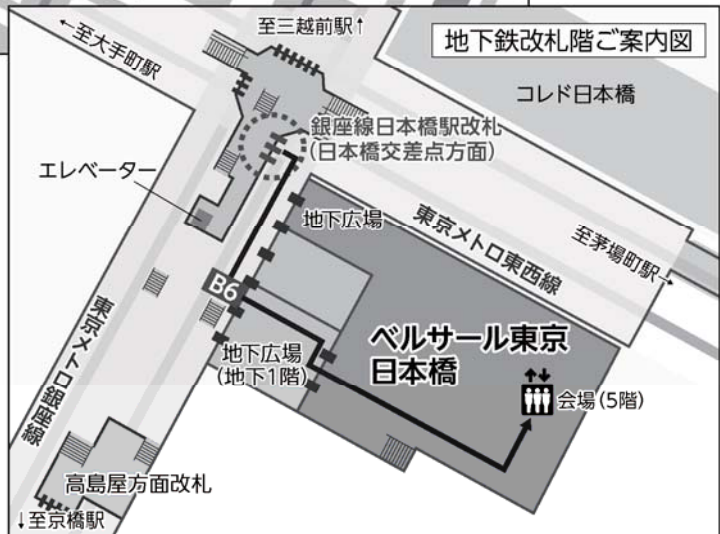 至三越前駅↑
地下鉄改札階ご案内図
←至大手町駅
コレド日本橋
銀座線日本橋駅改札
(日本橋交差点方面)
エレベーター
地下広場
東京メトロ東西線
至茅場町駅→
B6
東京メトロ銀座線
地下広場
(地下1階)
ベルサール東京
日本橋
会場(5階)
高島屋方面改札
↓至京橋駅